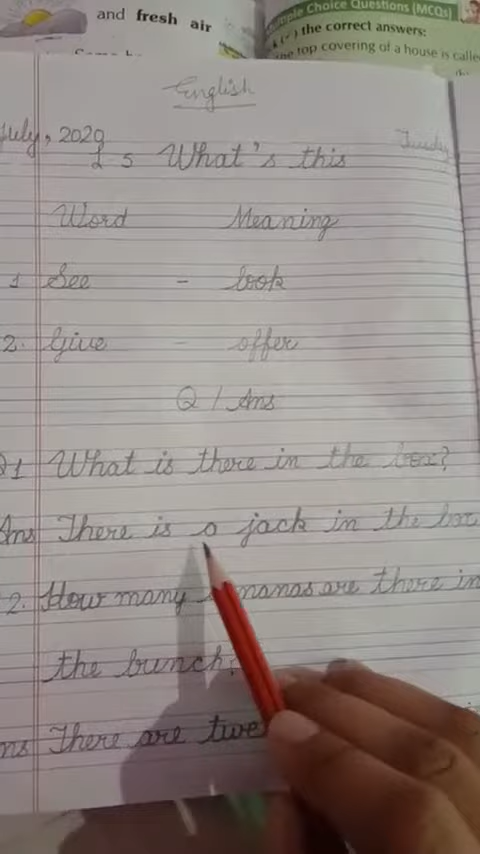 and fresh air
Choice Questions (MCQs)
the correct answers:
top covering of a house is calle
English
July, 2020
L 5 What's this
Word Meaning
1 See - look
2. Give - offer
Q / Ans
Q1 What is there in the box?
Ans There is a jack in the box
2. How many are there in
the bunch?
Ans There are twe